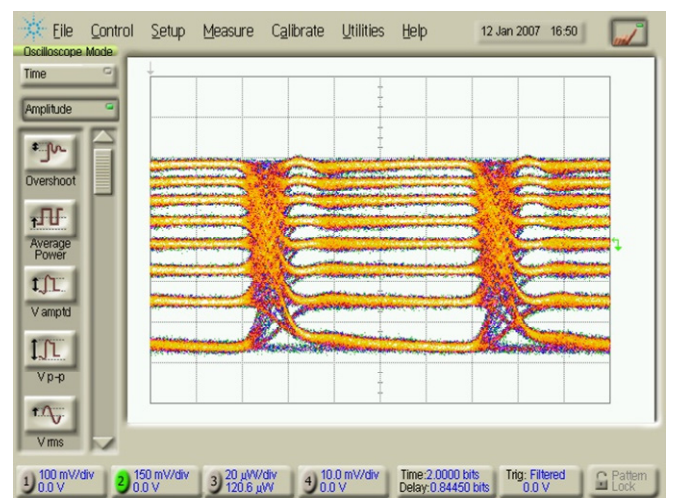 File Control Setup Measure Calibrate Utilities Help 12 Jan 2007 16:50
Oscilloscope Mode
Time
Amplitude
Overshoot
Average
Power
V amptd
V p-p
V rms
1 100 mV/div 0.0 V
2 150 mV/div 0.0 V
3 20 µW/div 120.6 µW
4 10.0 mV/div 0.0 V
Time:2.0000 bits
Delay:0.84450 bits
Trig: Filtered
0.0 V
Pattern
Lock